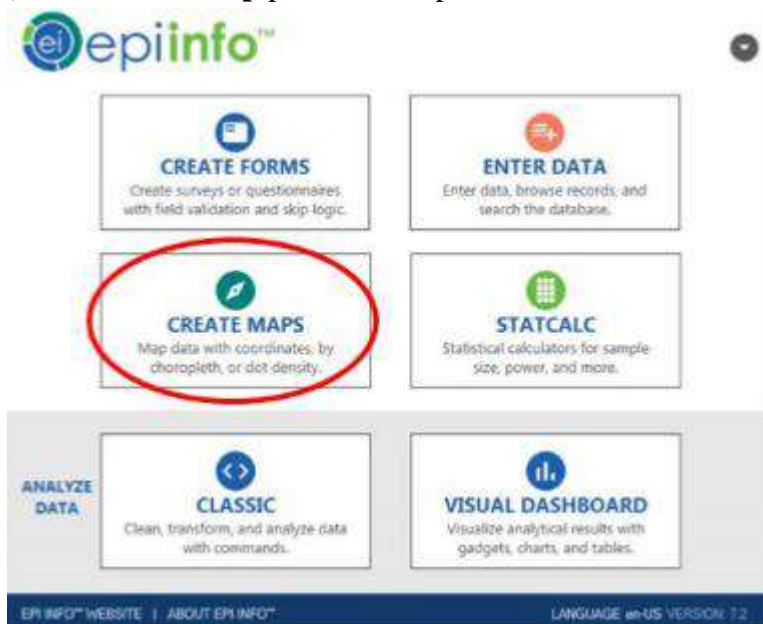 ei epiinfo™
CREATE FORMS
Create surveys or questionnaires
with field validation and skip logic.
ENTER DATA
Enter data, browse records, and
search the database.
CREATE MAPS
Map data with coordinates, by
choropleth, or dot density.
STATCALC
Statistical calculators for sample
size, power, and more.
ANALYZE
DATA
CLASSIC
Clean, transform, and analyze data
with commands.
VISUAL DASHBOARD
Visualize analytical results with
gadgets, charts, and tables.
EPI INFO™ WEBSITE | ABOUT EPI INFO™
LANGUAGE en-US VERSION: 7.2